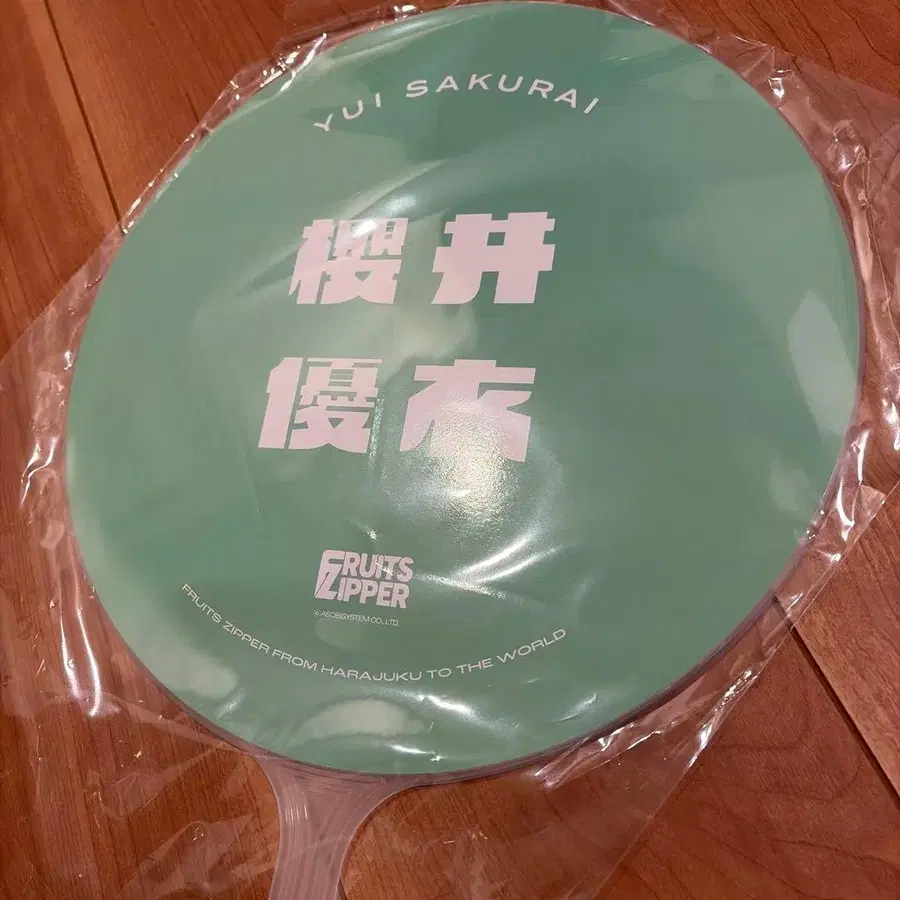 YUI SAKURAI
櫻井
優衣
FRUITS
ZIPPER
© ASOBISYSTEM CO., LTD.
FRUITS ZIPPER FROM HARAJUKU TO THE WORLD